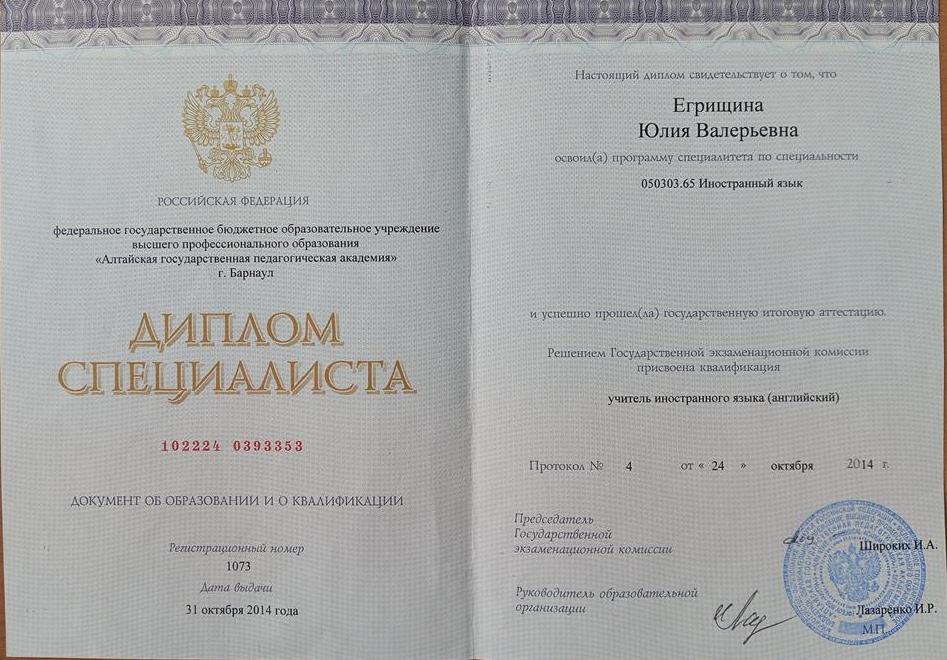 РОССИЙСКАЯ ФЕДЕРАЦИЯ
федеральное государственное бюджетное образовательное учреждение
высшего профессионального образования
«Алтайская государственная педагогическая академия»
г. Барнаул
ДИПЛОМ
СПЕЦИАЛИСТА
102224 0393353
ДОКУМЕНТ ОБ ОБРАЗОВАНИИ И О КВАЛИФИКАЦИИ
Регистрационный номер
1073
Дата выдачи
31 октября 2014 года
Настоящий диплом свидетельствует о том, что
Егрищина
Юлия Валерьевна
освоил(а) программу специалитета по специальности
050303.65 Иностранный язык
и успешно прошел(ла) государственную итоговую аттестацию.
Решением Государственной экзаменационной комиссии
присвоена квалификация
учитель иностранного языка (английский)
Протокол № 4 от « 24 » октября 2014 г.
Председатель
Государственной
экзаменационной комиссии
Широких И.А.
Руководитель образовательной
организации
Лазаренко И.Р.
М.П.